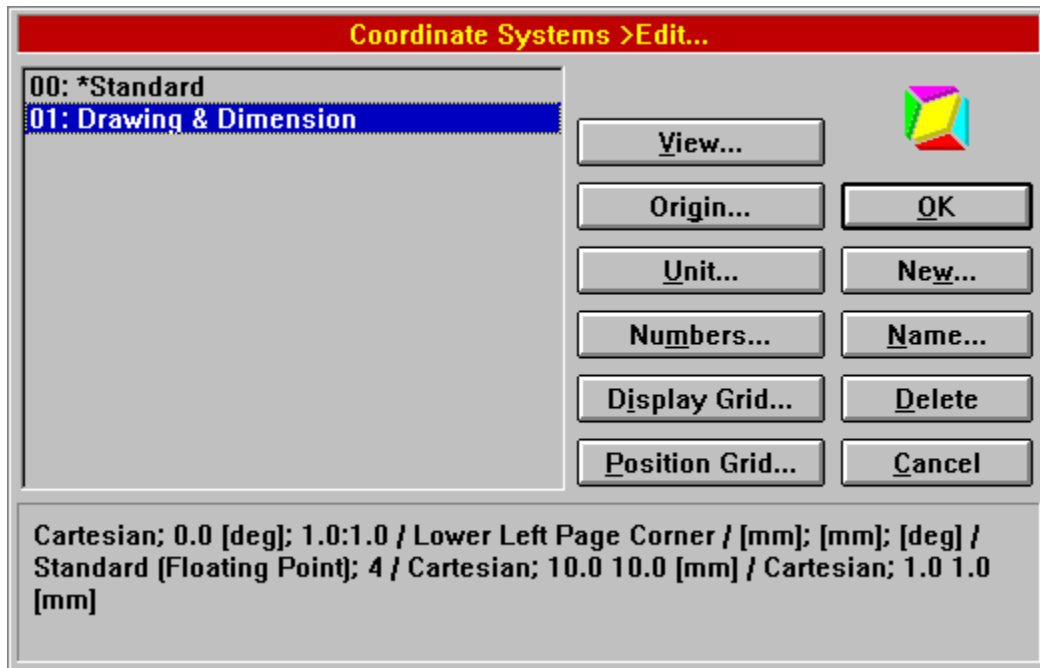 Coordinate Systems >Edit...
00: *Standard
01: Drawing & Dimension
View...
Origin...
OK
Unit...
New...
Numbers...
Name...
Display Grid...
Delete
Position Grid...
Cancel
Cartesian; 0.0 [deg]; 1.0:1.0 / Lower Left Page Corner / [mm]; [mm]; [deg] /
Standard (Floating Point); 4 / Cartesian; 10.0 10.0 [mm] / Cartesian; 1.0 1.0
[mm]